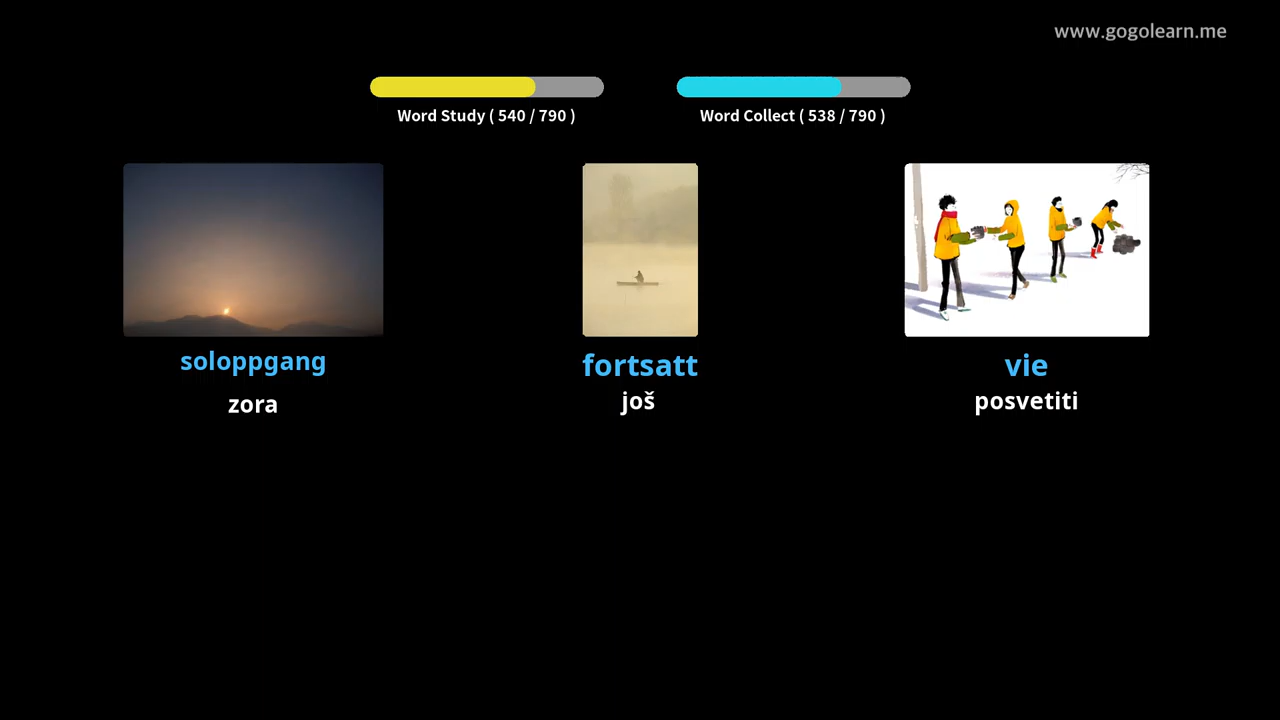 www.gogolearn.me
Word Study ( 540 / 790 )
Word Collect ( 538 / 790 )
soloppgang
zora
fortsatt
još
vie
posvetiti